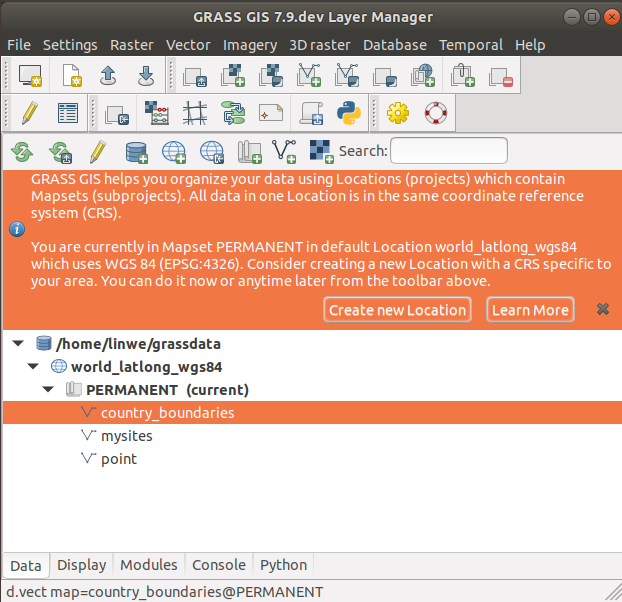 GRASS GIS 7.9.dev Layer Manager
File Settings Raster Vector Imagery 3D raster Database Temporal Help
Search:
GRASS GIS helps you organize your data using Locations (projects) which contain
Mapsets (subprojects). All data in one Location is in the same coordinate reference
system (CRS).
You are currently in Mapset PERMANENT in default Location world_latlong_wgs84
which uses WGS 84 (EPSG:4326). Consider creating a new Location with a CRS specific to
your area. You can do it now or anytime later from the toolbar above.
Create new Location Learn More
/home/linwe/grassdata
world_latlong_wgs84
PERMANENT (current)
country_boundaries
mysites
point
Data Display Modules Console Python
d.vect map=country_boundaries@PERMANENT